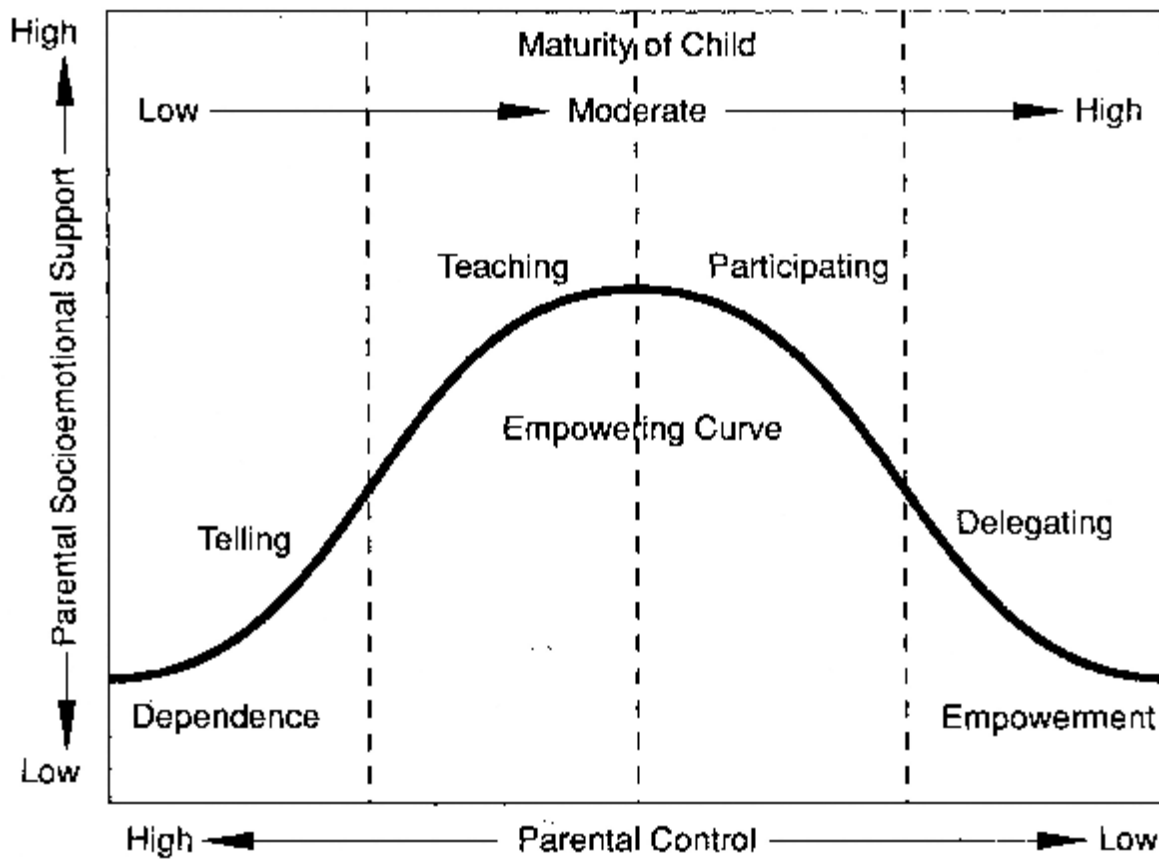 High
Maturity of Child
Low Moderate High
Parental Socioemotional Support
Teaching Participating
Empowering Curve
Telling Delegating
Dependence Empowerment
Low
High Parental Control Low